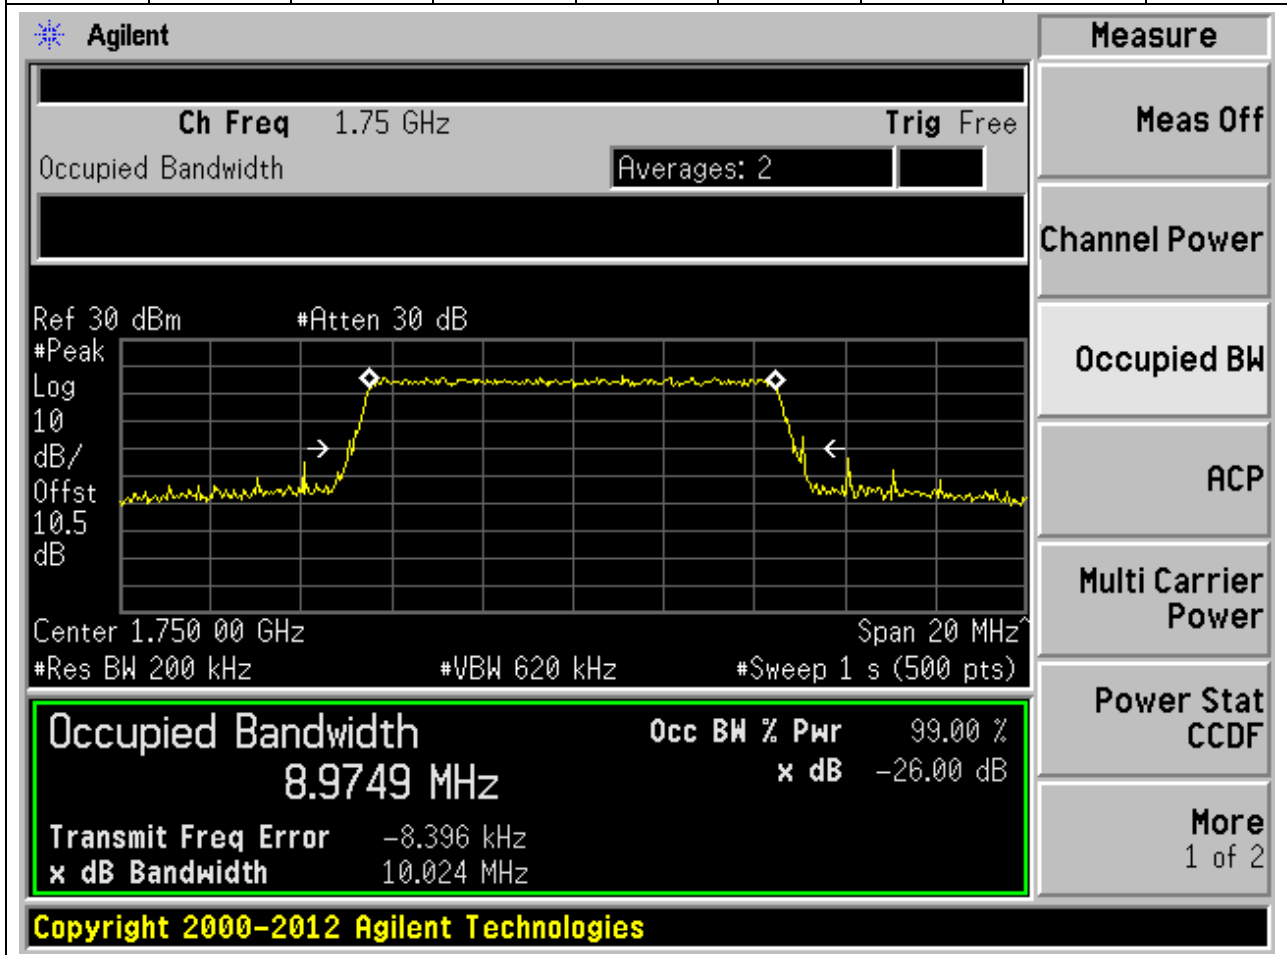 Agilent
Measure
Ch Freq 1.75 GHz Trig Free
Occupied Bandwidth Averages: 2
Meas Off
Channel Power
Occupied BW
ACP
Multi Carrier
Power
Power Stat
CCDF
More
1 of 2
Ref 30 dBm #Atten 30 dB
#Peak
Log
10
dB/
Offst
10.5
dB
Center 1.750 00 GHz Span 20 MHz^
#Res BW 200 kHz #VBW 620 kHz #Sweep 1 s (500 pts)
Occupied Bandwidth Occ BW % Pwr 99.00 %
8.9749 MHz x dB -26.00 dB
Transmit Freq Error -8.396 kHz
x dB Bandwidth 10.024 MHz
Copyright 2000-2012 Agilent Technologies